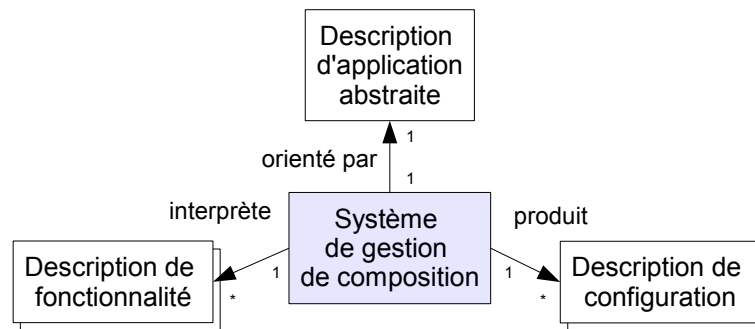 Description
d'application
abstraite
1
orienté par
1
interprète
Système
de gestion
de composition
produit
Description de
fonctionnalité
1
*
1
*
Description de
configuration